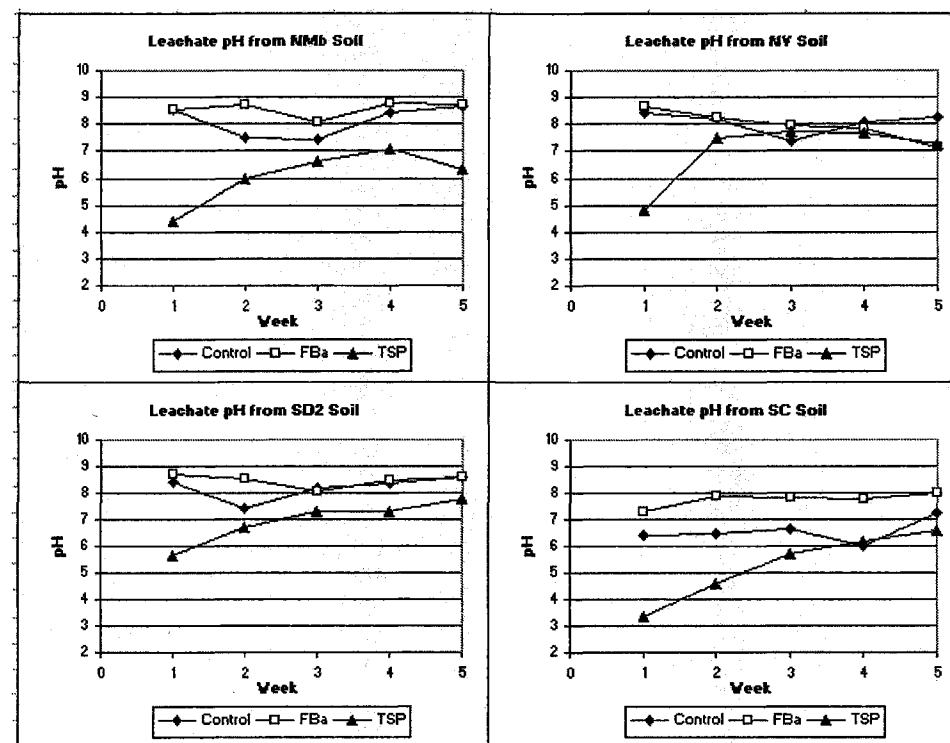 Leachate pH from NMb Soil
10
9
8
7
6
5
4
3
2
pH
0 1 2 3 4 5
Week
Control FBa TSP
Leachate pH from NV Soil
10
9
8
7
6
5
4
3
2
pH
0 1 2 3 4 5
Week
Control FBa TSP
Leachate pH from SD2 Soil
10
9
8
7
6
5
4
3
2
pH
0 1 2 3 4 5
Week
Control FBa TSP
Leachate pH from SC Soil
10
9
8
7
6
5
4
3
2
pH
0 1 2 3 4 5
Week
Control FBa TSP